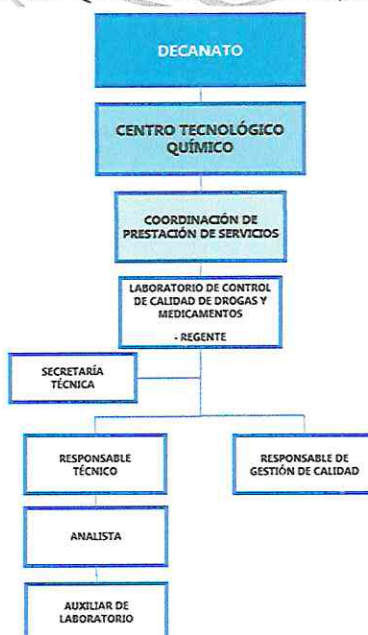 DECANATO
CENTRO TECNOLÓGICO
QUÍMICO
COORDINACIÓN DE
PRESTACIÓN DE SERVICIOS
LABORATORIO DE CONTROL
DE CALIDAD DE DROGAS Y
MEDICAMENTOS
- REGENTE
SECRETARÍA
TÉCNICA
RESPONSABLE
TÉCNICO
RESPONSABLE DE
GESTIÓN DE CALIDAD
ANALISTA
AUXILIAR DE
LABORATORIO